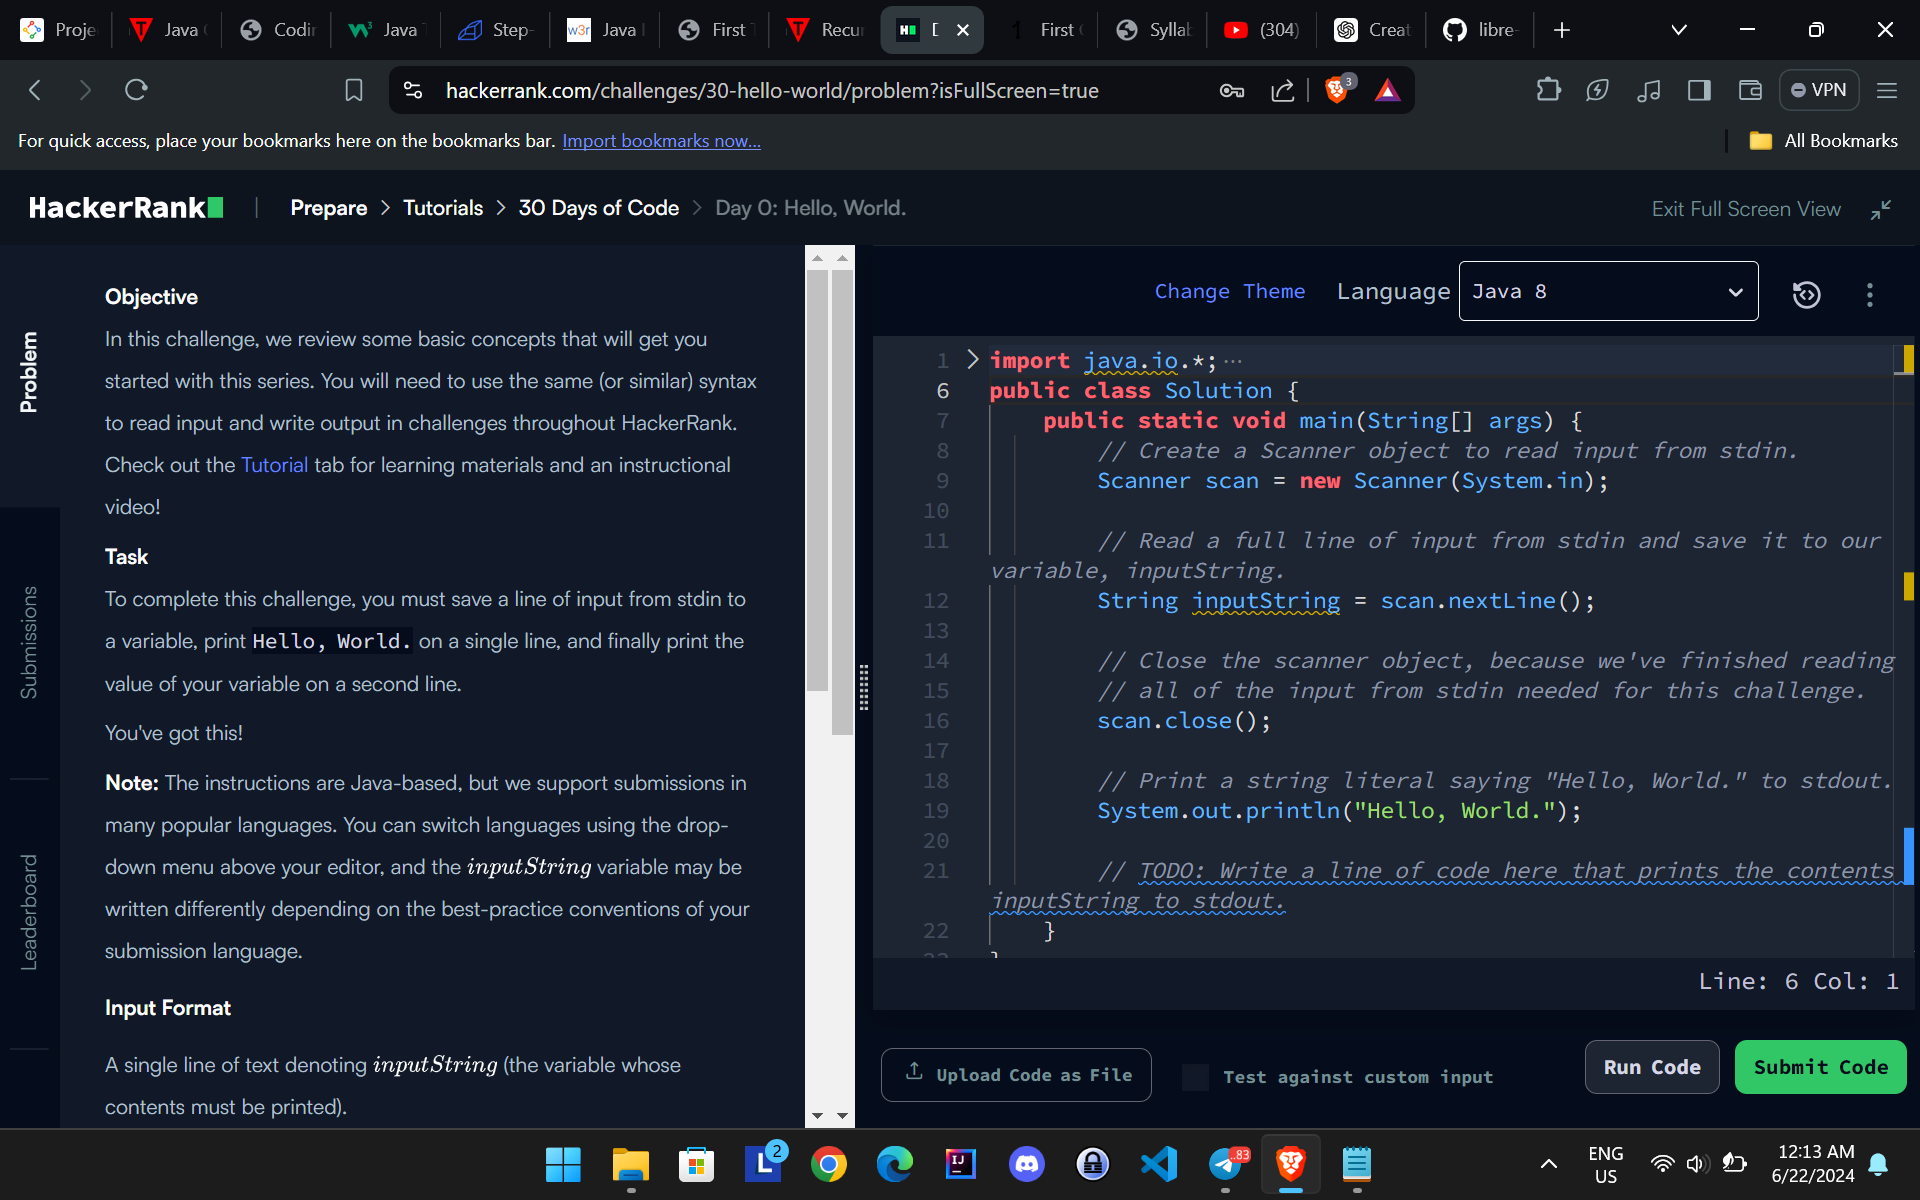 Proje
Java
Codin
Java
Step-
w3r
Java
First
Recu
First
Sylla
(304)
Creat
libre-
hackerrank.com/challenges/30-hello-world/problem?isFullScreen=true
3
VPN
For quick access, place your bookmarks here on the bookmarks bar. Import bookmarks now...
All Bookmarks
HackerRank
Prepare > Tutorials > 30 Days of Code > Day 0: Hello, World.
Exit Full Screen View
Problem
Submissions
Leaderboard
Objective
In this challenge, we review some basic concepts that will get you
started with this series. You will need to use the same (or similar) syntax
to read input and write output in challenges throughout HackerRank.
Check out the Tutorial tab for learning materials and an instructional
video!
Task
To complete this challenge, you must save a line of input from stdin to
a variable, print Hello, World. on a single line, and finally print the
value of your variable on a second line.
You've got this!
Note: The instructions are Java-based, but we support submissions in
many popular languages. You can switch languages using the drop-
down menu above your editor, and the inputString variable may be
written differently depending on the best-practice conventions of your
submission language.
Input Format
A single line of text denoting inputString (the variable whose
contents must be printed).
Change Theme
Language
Java 8
1 import java.io.*;
6 public class Solution {
7 public static void main(String[] args) {
8 // Create a Scanner object to read input from stdin.
9 Scanner scan = new Scanner(System.in);
10
11 // Read a full line of input from stdin and save it to our
variable, inputString.
12 String inputString = scan.nextLine();
13
14 // Close the scanner object, because we've finished reading
15 // all of the input from stdin needed for this challenge.
16 scan.close();
17
18 // Print a string literal saying "Hello, World." to stdout.
19 System.out.println("Hello, World.");
20
21 // TODO: Write a line of code here that prints the contents
inputString to stdout.
22 }
Line: 6 Col: 1
Upload Code as File
Test against custom input
Run Code
Submit Code
L
2
IJ
..83
ENG
US
12:13 AM
6/22/2024